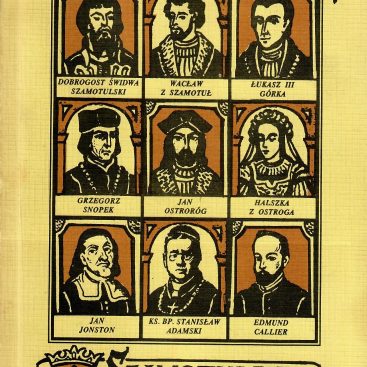 DOBROGOST ŚWIDWA
SZAMOTULSKI
WACŁAW
Z SZAMOTUŁ
ŁUKASZ III
GÓRKA
GRZEGORZ
SNOPEK
JAN
OSTRORÓG
HALSZKA
Z OSTROGA
JAN
JONSTON
KŚ. BP. STANISŁAW
ADAMSKI
EDMUND
CALLIER